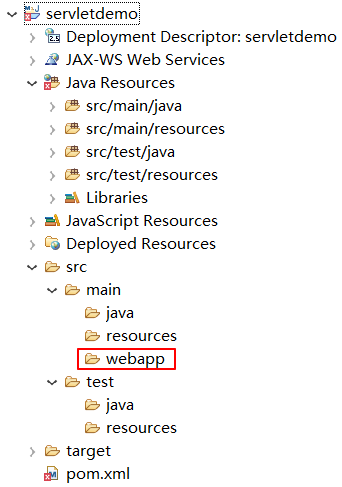 servletdemo
Deployment Descriptor: servletdemo
JAX-WS Web Services
Java Resources
src/main/java
src/main/resources
src/test/java
src/test/resources
Libraries
JavaScript Resources
Deployed Resources
src
main
java
resources
webapp
test
java
resources
target
pom.xml